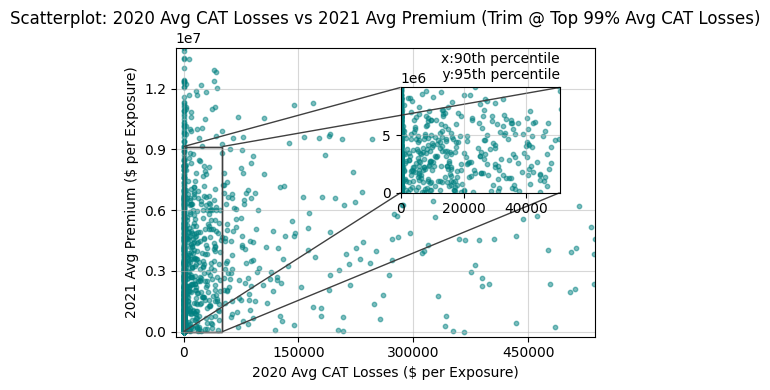 Scatterplot: 2020 Avg CAT Losses vs 2021 Avg Premium (Trim @ Top 99% Avg CAT Losses)
1e7
x:90th percentile
y:95th percentile
1e6
1.2
0.9
0.6
0.3
0.0
5
0
0
20000
40000
0
150000
300000
450000
2021 Avg Premium ($ per Exposure)
2020 Avg CAT Losses ($ per Exposure)